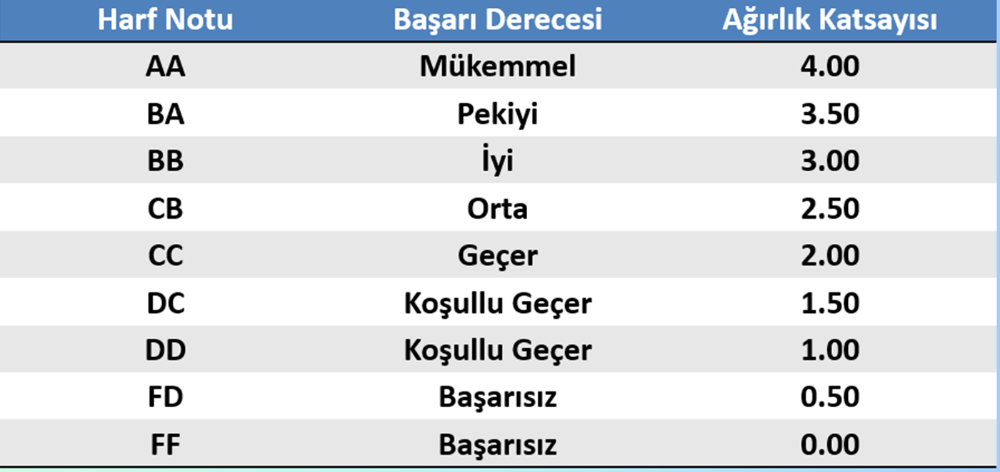 Harf Notu Başarı Derecesi Ağırlık Katsayısı
AA Mükemmel 4.00
BA Pekiyi 3.50
BB İyi 3.00
CB Orta 2.50
CC Geçer 2.00
DC Koşullu Geçer 1.50
DD Koşullu Geçer 1.00
FD Başarısız 0.50
FF Başarısız 0.00